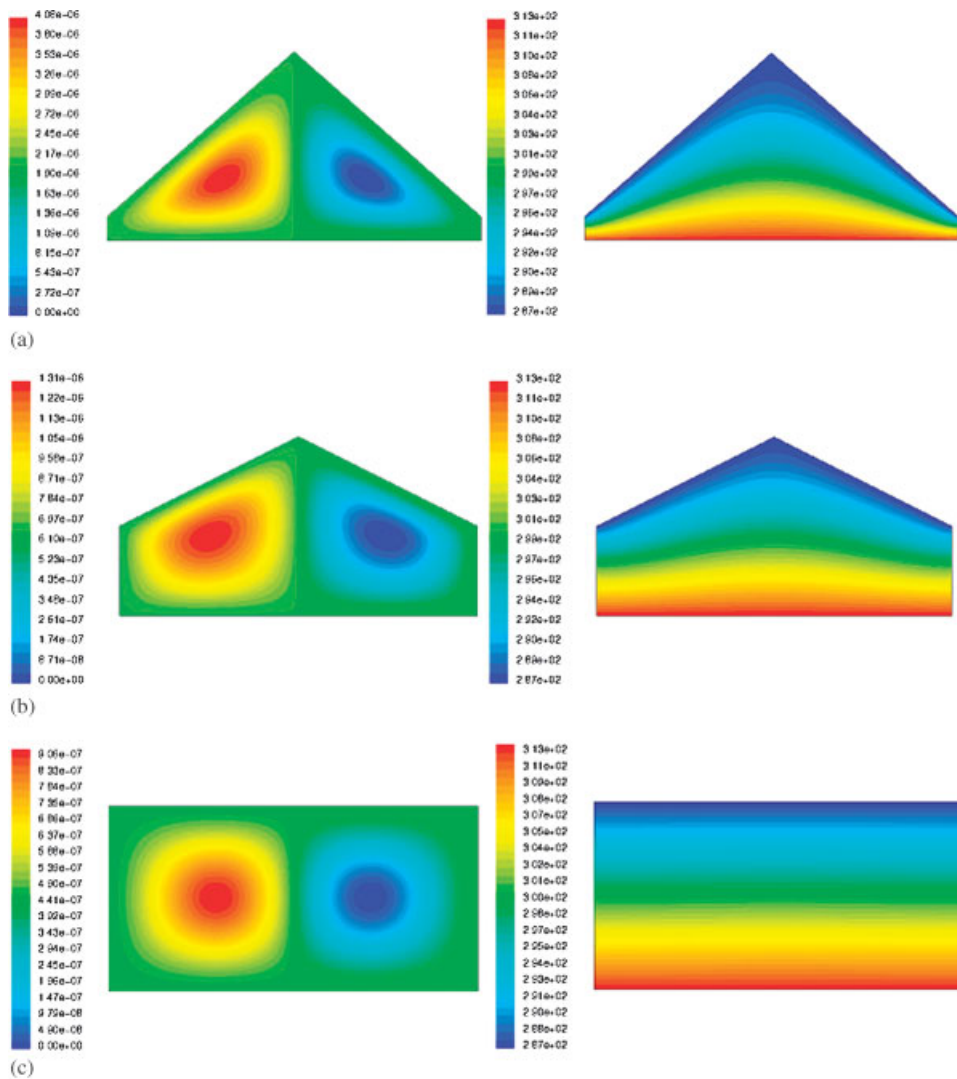 4.08e-06
3.80e-06
3.53e-06
3.26e-06
2.99e-06
2.72e-06
2.45e-06
2.17e-06
1.90e-06
1.63e-06
1.36e-06
1.09e-06
8.15e-07
5.43e-07
2.72e-07
0.00e+00
3.13e+02
3.11e+02
3.10e+02
3.08e+02
3.06e+02
3.04e+02
3.03e+02
3.01e+02
2.99e+02
2.97e+02
2.95e+02
2.94e+02
2.92e+02
2.90e+02
2.89e+02
2.87e+02
(a)
1.31e-06
1.22e-06
1.13e-06
1.05e-06
9.58e-07
8.71e-07
7.84e-07
6.97e-07
6.10e-07
5.23e-07
4.35e-07
3.48e-07
2.61e-07
1.74e-07
8.71e-08
0.00e+00
3.13e+02
3.11e+02
3.10e+02
3.08e+02
3.06e+02
3.04e+02
3.03e+02
3.01e+02
2.99e+02
2.97e+02
2.95e+02
2.94e+02
2.92e+02
2.90e+02
2.89e+02
2.87e+02
(b)
9.06e-07
8.33e-07
7.84e-07
7.35e-07
6.86e-07
6.37e-07
5.88e-07
5.39e-07
4.90e-07
4.41e-07
3.92e-07
3.43e-07
2.94e-07
2.45e-07
1.96e-07
1.47e-07
9.79e-08
4.90e-08
0.00e+00
3.13e+02
3.11e+02
3.09e+02
3.08e+02
3.07e+02
3.05e+02
3.04e+02
3.02e+02
3.01e+02
3.00e+02
2.98e+02
2.97e+02
2.95e+02
2.94e+02
2.93e+02
2.91e+02
2.90e+02
2.88e+02
2.87e+02
(c)